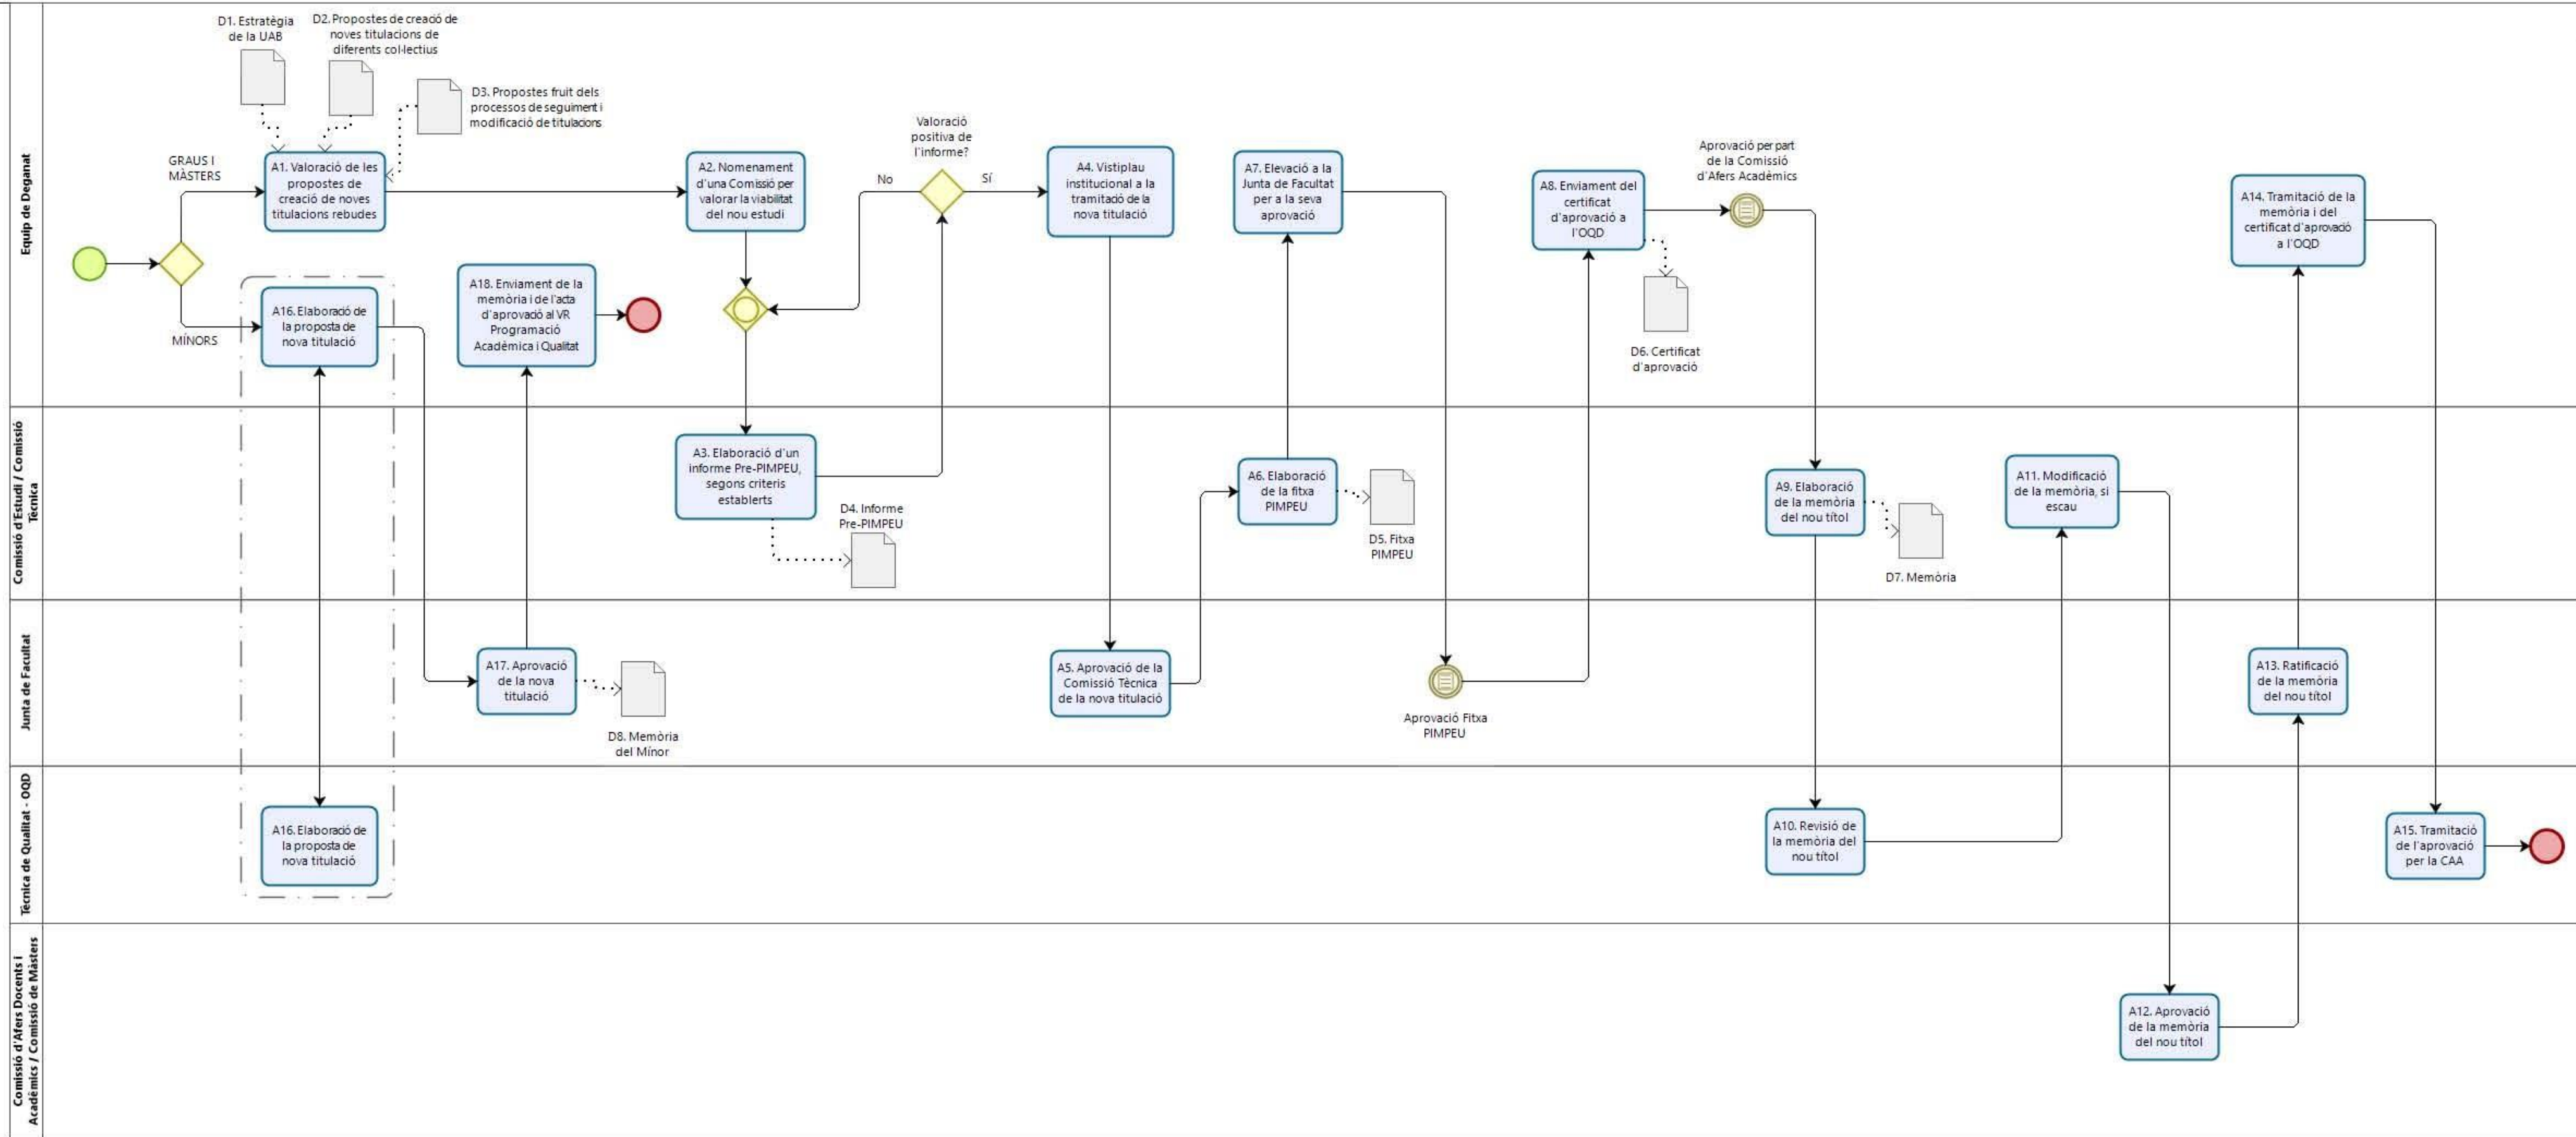 Equip de Deganat
D1. Estratègia
de la UAB
D2. Propostes de creació de
noves titulacions de
diferents col·lectius
D3. Propostes fruit dels
processos de seguiment i
modificació de titulacions
GRAUS I
MÀSTERS
MÍNORS
A1. Valoració de les
propostes de
creació de noves
titulacions rebudes
A16. Elaboració de
la proposta de
nova titulació
A18. Enviament de la
memòria i de l'acta
d'aprovació al VR
Programació
Acadèmica i Qualitat
A2. Nomenament
d'una Comissió per
valorar la viabilitat
del nou estudi
Valoració
positiva de
l'informe?
No
Sí
A4. Vistiplau
institucional a la
tramitació de la
nova titulació
A7. Elevació a la
Junta de Facultat
per a la seva
aprovació
A8. Enviament del
certificat
d'aprovació a
l'OQD
Aprovació per part
de la Comissió
d'Afers Acadèmics
D6. Certificat
d'aprovació
A14. Tramitació de la
memòria i del
certificat d'aprovació
a l'OQD
Comissió d'Estudi / Comissió
Tècnica
A3. Elaboració d'un
informe Pre-PIMPEU,
segons criteris
establerts
D4. Informe
Pre-PIMPEU
A6. Elaboració
de la fitxa
PIMPEU
D5. Fitxa
PIMPEU
A9. Elaboració
de la memòria
del nou títol
D7. Memòria
A11. Modificació
de la memòria, si
escau
Junta de Facultat
A17. Aprovació
de la nova
titulació
D8. Memòria
del Mínor
A5. Aprovació de la
Comissió Tècnica
de la nova titulació
Aprovació Fitxa
PIMPEU
A13. Ratificació
de la memòria
del nou títol
Tècnica de Qualitat - OQD
A16. Elaboració de
la proposta de
nova titulació
A10. Revisió de
la memòria del
nou títol
A15. Tramitació
de l'aprovació
per la CAA
Comissió d'Afers Docents i
Acadèmics / Comissió de Màsters
A12. Aprovació
de la memòria
del nou títol